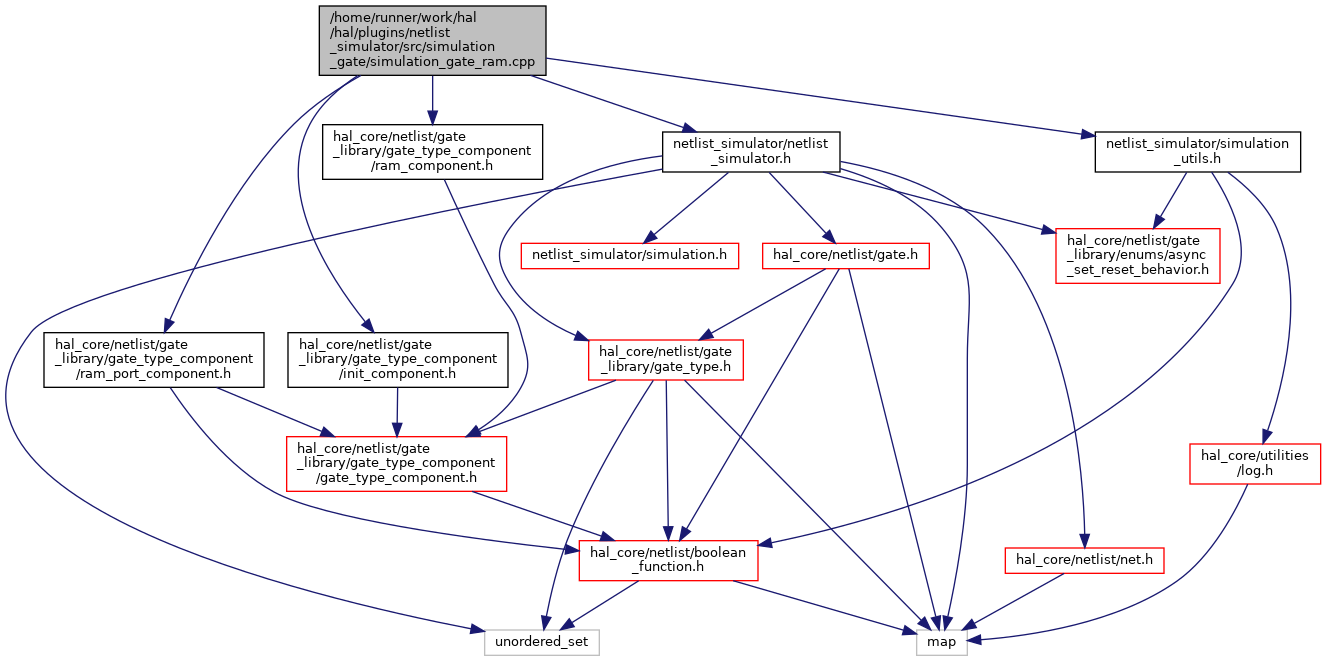 /home/runner/work/hal
/hal/plugins/netlist
_simulator/src/simulation
_gate/simulation_gate_ram.cpp
hal_core/netlist/gate
_library/gate_type_component
/ram_component.h
netlist_simulator/netlist
_simulator.h
netlist_simulator/simulation
_utils.h
netlist_simulator/simulation.h
hal_core/netlist/gate.h
hal_core/netlist/gate
_library/enums/async
_set_reset_behavior.h
hal_core/netlist/gate
_library/gate_type_component
/ram_port_component.h
hal_core/netlist/gate
_library/gate_type_component
/init_component.h
hal_core/netlist/gate
_library/gate_type.h
hal_core/netlist/gate
_library/gate_type_component
/gate_type_component.h
hal_core/utilities
/log.h
hal_core/netlist/boolean
_function.h
hal_core/netlist/net.h
unordered_set
map